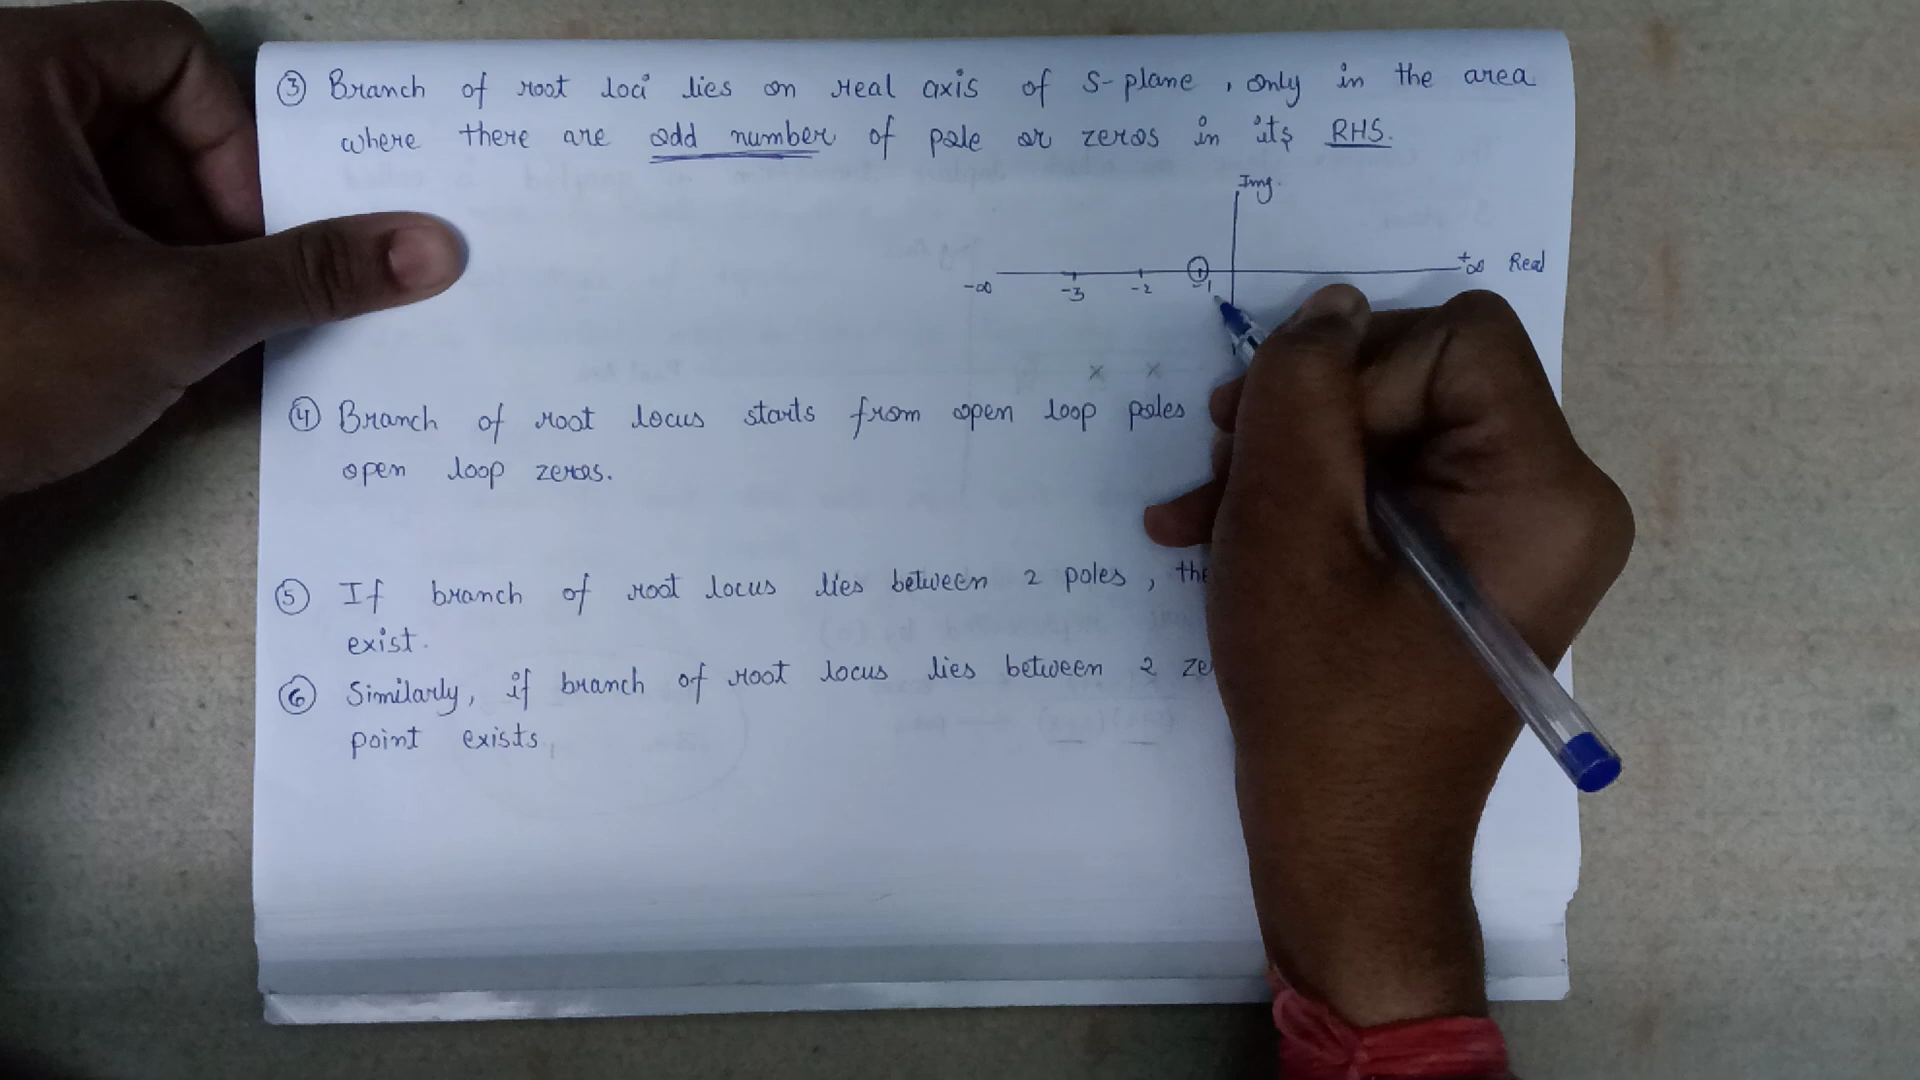 ③ Branch of root loci lies on real axis of S-plane, only in the area
where there are odd number of pole or zeros in its RHS.
Img.
-∞ -3 -2 -1 +∞ Real
x x
④ Branch of root locus starts from open loop poles
open loop zeros.
⑤ If branch of root locus lies between 2 poles, the
exist.
⑥ Similarly, if branch of root locus lies between 2 ze
point exists,